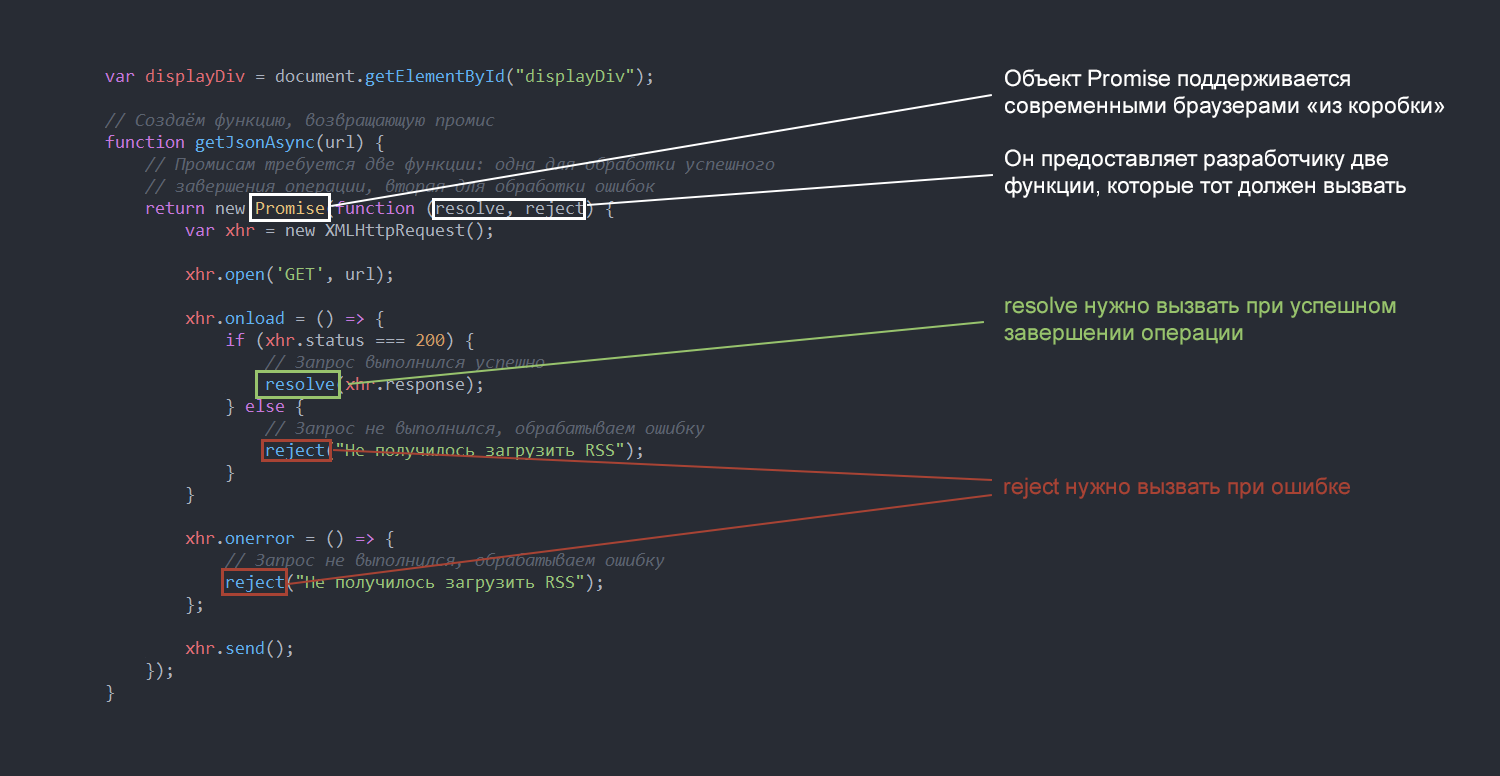 var displayDiv = document.getElementById("displayDiv");
// Создаём функцию, возвращающую промис
function getJsonAsync(url) {
// Промисам требуется две функции: одна для обработки успешного
// завершения операции, вторая для обработки ошибок
return new Promise(function (resolve, reject) {
var xhr = new XMLHttpRequest();
xhr.open('GET', url);
xhr.onload = () => {
if (xhr.status === 200) {
// Запрос выполнился успешно
resolve(xhr.response);
} else {
// Запрос не выполнился, обрабатываем ошибку
reject("Не получилось загрузить RSS");
}
}
xhr.onerror = () => {
// Запрос не выполнился, обрабатываем ошибку
reject("Не получилось загрузить RSS");
};
xhr.send();
});
}
Объект Promise поддерживается
современными браузерами «из коробки»
Он предоставляет разработчику две
функции, которые тот должен вызвать
resolve нужно вызвать при успешном
завершении операции
reject нужно вызвать при ошибке